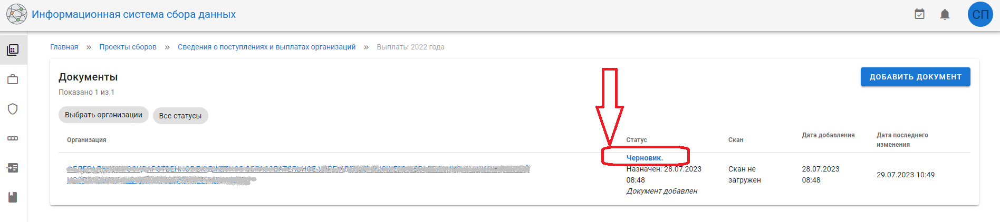 Информационная система сбора данных
СП
Главная » Проекты сборов » Сведения о поступлениях и выплатах организаций » Выплаты 2022 года
Документы
ДОБАВИТЬ ДОКУМЕНТ
Показано 1 из 1
Выбрать организации
Все статусы
Организация
Статус
Скан
Дата добавления
Дата последнего
изменения
Черновик.
Назначен: 28.07.2023
08:48
Документ добавлен
Скан не
загружен
28.07.2023
08:48
29.07.2023 10:49